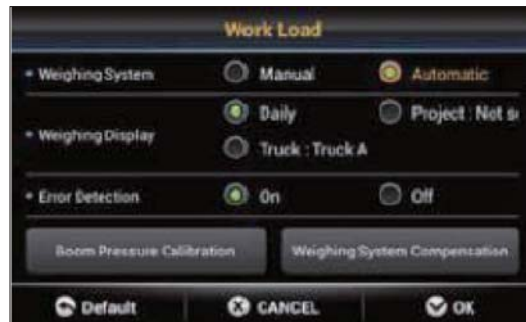 Work Load
Weighing System Manual Automatic
Weighing Display Daily Project : Not
Truck : Truck A
Error Detection On Off
Boom Pressure Calibration Weighing System Compensation
Default CANCEL OK